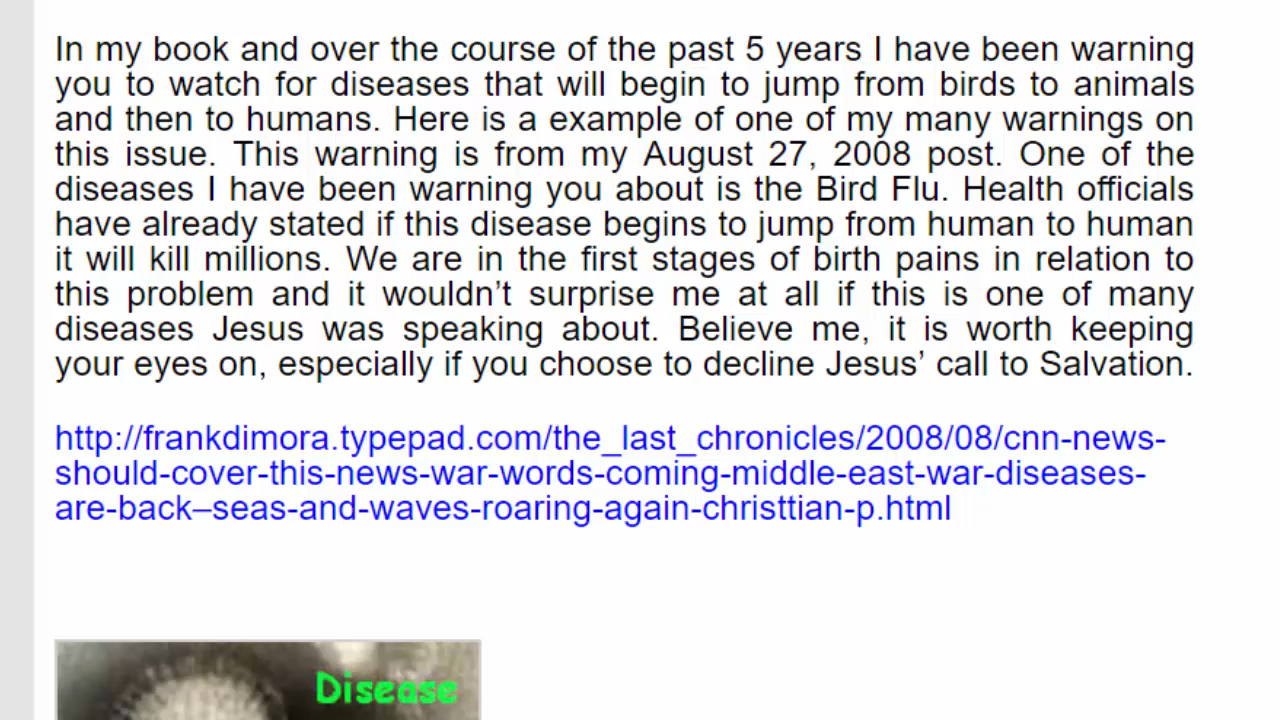 In my book and over the course of the past 5 years I have been warning
you to watch for diseases that will begin to jump from birds to animals
and then to humans. Here is a example of one of my many warnings on
this issue. This warning is from my August 27, 2008 post. One of the
diseases I have been warning you about is the Bird Flu. Health officials
have already stated if this disease begins to jump from human to human
it will kill millions. We are in the first stages of birth pains in relation to
this problem and it wouldn’t surprise me at all if this is one of many
diseases Jesus was speaking about. Believe me, it is worth keeping
your eyes on, especially if you choose to decline Jesus’ call to Salvation.
http://frankdimora.typepad.com/the_last_chronicles/2008/08/cnn-news-
should-cover-this-news-war-words-coming-middle-east-war-diseases-
are-back–seas-and-waves-roaring-again-christtian-p.html
Disease